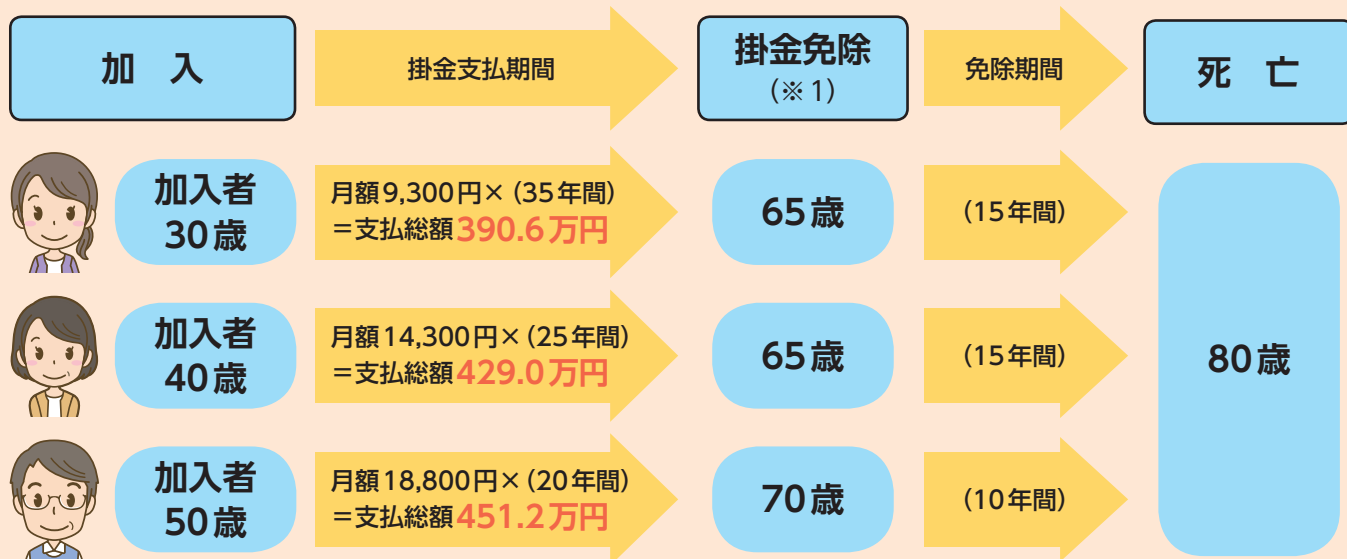 加 入
掛金支払期間
掛金免除
(※1)
免除期間
死 亡
加入者
30歳
月額9,300円×(35年間)
=支払総額390.6万円
65歳
(15年間)
加入者
40歳
月額14,300円×(25年間)
=支払総額429.0万円
65歳
(15年間)
80歳
加入者
50歳
月額18,800円×(20年間)
=支払総額451.2万円
70歳
(10年間)